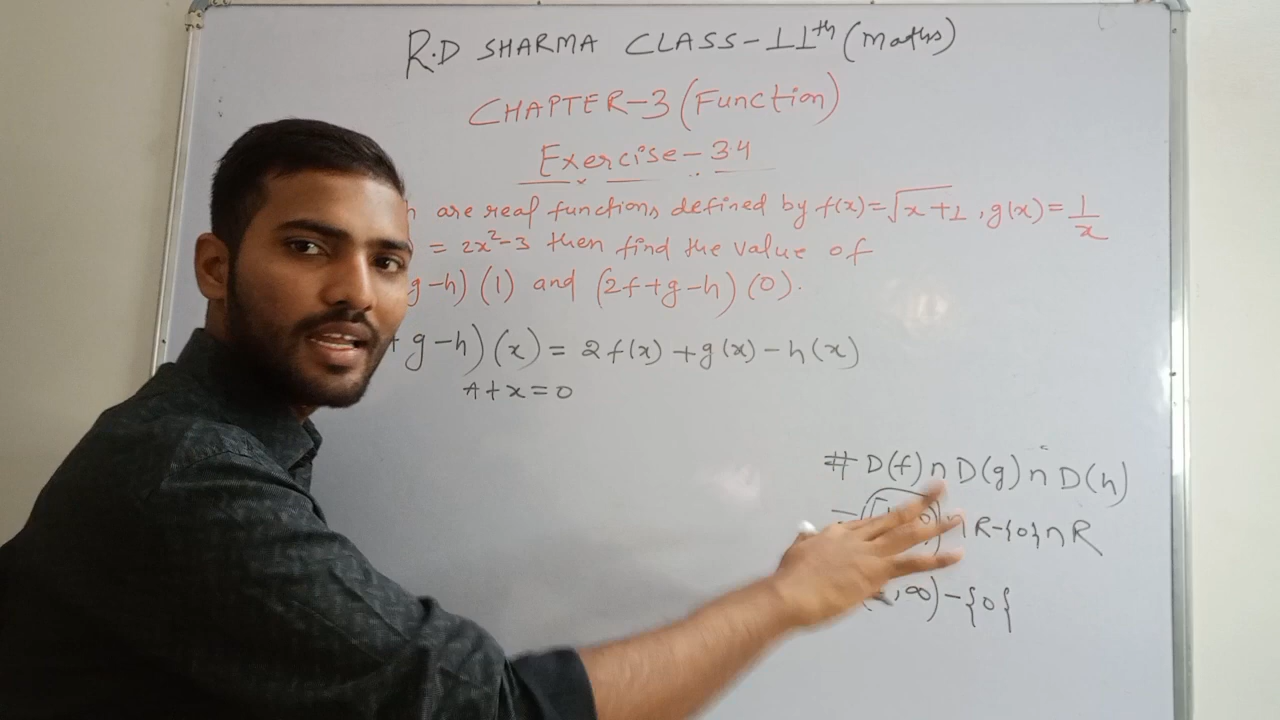 R.D SHARMA CLASS-11th (maths)
CHAPTER-3 (Function)
Exercise-3.4
h are real functions defined by f(x)=√x+1, g(x)=1/x
= 2x²-3 then find the value of
g-h)(1) and (2f+g-h)(0).
+g-h)(x)=2f(x)+g(x)-h(x)
At x=0
# D(f)∩D(g)∩D(h)
∩R-{0}∩R
,∞)-{0}